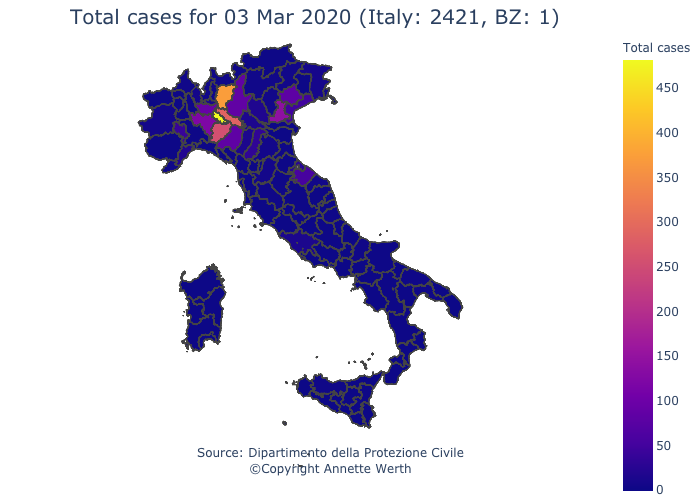 Total cases for 03 Mar 2020 (Italy: 2421, BZ: 1)
Total cases
450
400
350
300
250
200
150
100
50
0
Source: Dipartimento della Protezione Civile
©Copyright Annette Werth